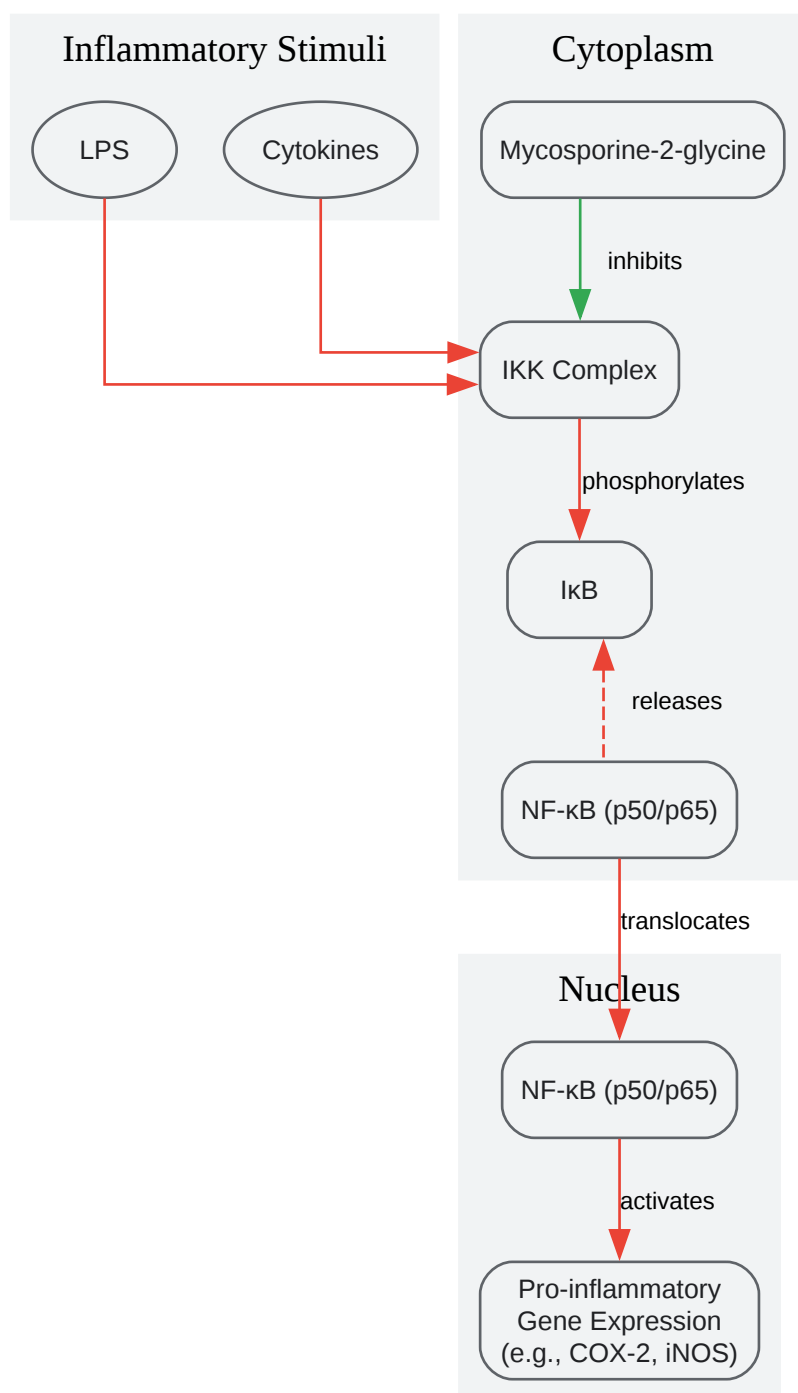 Inflammatory Stimuli
Cytoplasm
LPS
Cytokines
Mycosporine-2-glycine
inhibits
IKK Complex
phosphorylates
IκB
releases
NF-κB (p50/p65)
translocates
Nucleus
NF-κB (p50/p65)
activates
Pro-inflammatory
Gene Expression
(e.g., COX-2, iNOS)